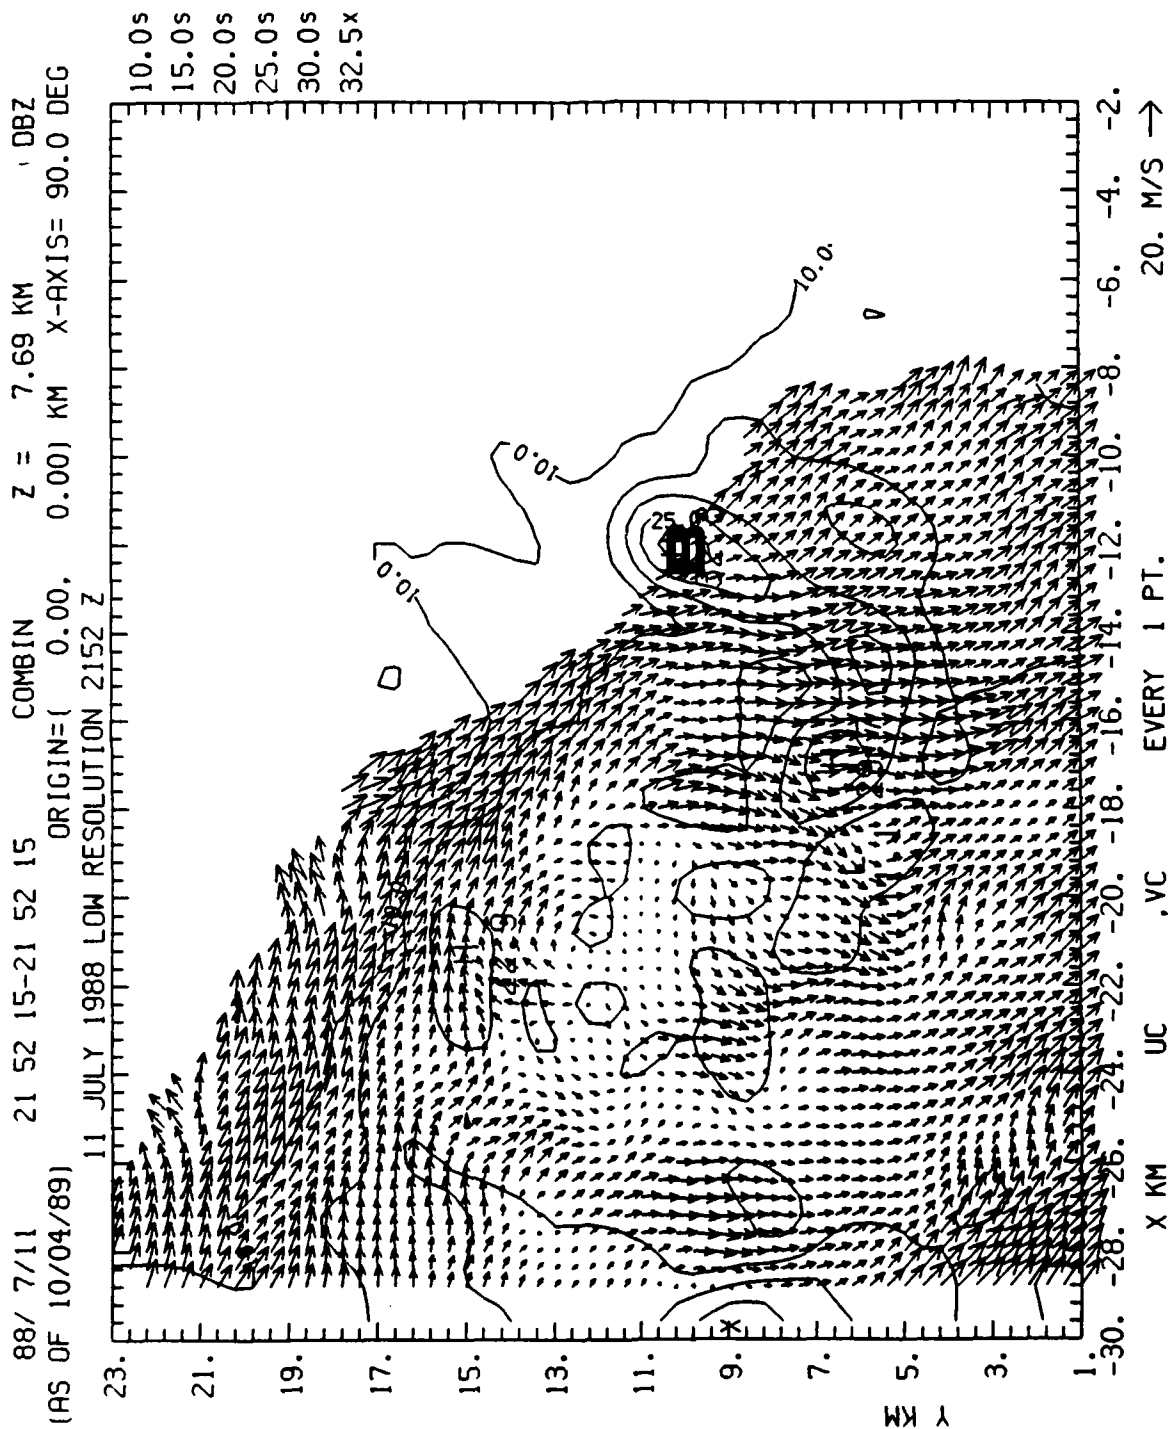 88/ 7/11 21 52 15-21 52 15 COMBIN Z = 7.69 KM DBZ
(AS OF 10/04/89) ORIGIN=( 0.00, 0.00) KM X-AXIS= 90.0 DEG
11 JULY 1988 LOW RESOLUTION 2152 Z
10.0s
15.0s
20.0s
25.0s
30.0s
32.5x
23.
21.
19.
17.
15.
13.
11.
9.
7.
5.
3.
1.
Y KM
10.0
10.0
10.0
25
H
22.9
L
-30. -28. -26. -24. -22. -20. -18. -16. -14. -12. -10. -8. -6. -4. -2.
X KM UC ,VC EVERY 1 PT. 20. M/S →